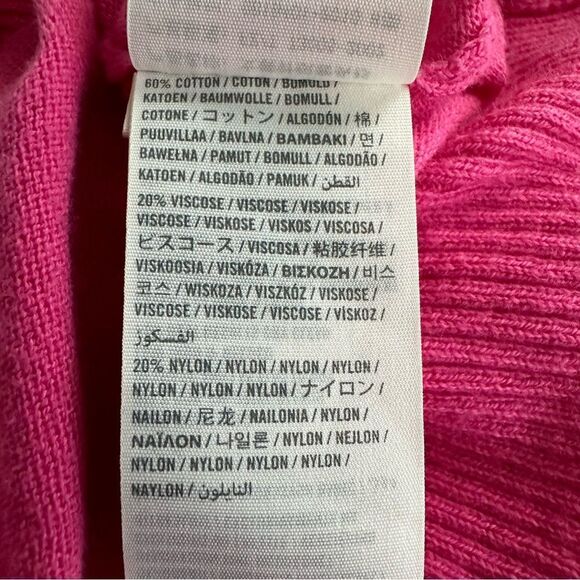 60% COTTON / COTON / BOMULD /
KATOEN / BAUMWOLLE / BOMULL /
COTONE / コットン / ALGODÓN / 棉 /
PUUVILLAA / BAVLNA / BAMBAKI / 면 /
BAWEŁNA / PAMUT / BOMULL / ALGODÃO /
KATOEN / ALGODÃO / PAMUK / القطن
20% VISCOSE / VISCOSE / VISKOSE /
VISCOSE / VISKOSE / VISKOS / VISCOSA /
ビスコース / VISCOSA / 粘胶纤维 /
VISKOOSIA / VISKÓZA / ΒΙΣΚΟΖΗ / 비스
코스 / WISKOZA / VISZKÓZ / VISKOSE /
VISCOSE / VISKOSE / VISCOSE / VİSKOZ /
الفسكور
20% NYLON / NYLON / NYLON / NYLON /
NYLON / NYLON / NYLON / ナイロン /
NAILON / 尼龙 / NAILONIA / NYLON /
ΝΑΪΛΟΝ / 나일론 / NYLON / NEJLON /
NYLON / NYLON / NYLON / NYLON /
NAYLON / النايلون